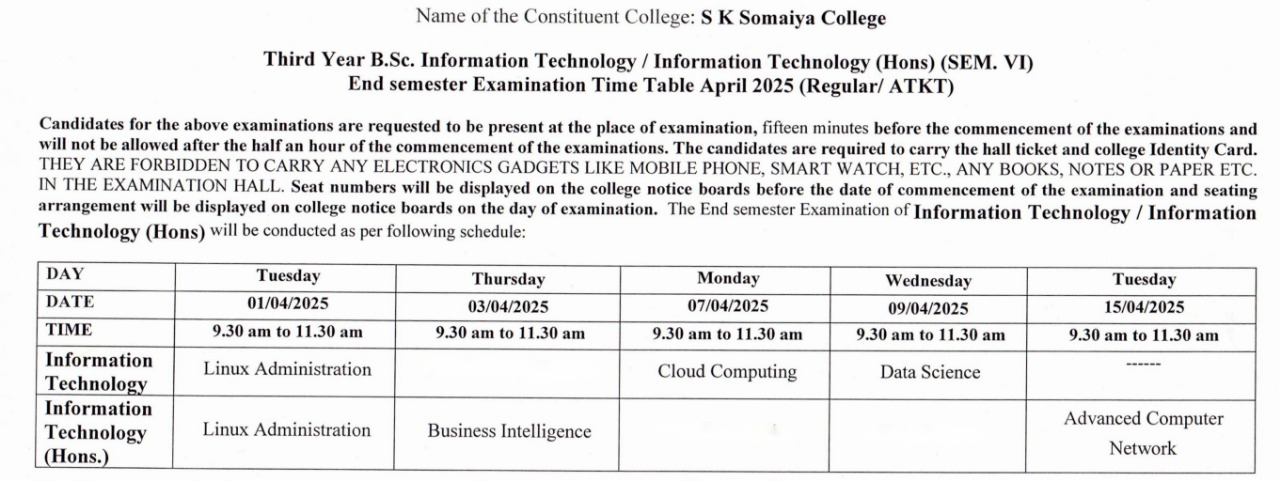 Name of the Constituent College: S K Somaiya College
Third Year B.Sc. Information Technology / Information Technology (Hons) (SEM. VI)
End semester Examination Time Table April 2025 (Regular/ ATKT)
Candidates for the above examinations are requested to be present at the place of examination, fifteen minutes before the commencement of the examinations and
will not be allowed after the half an hour of the commencement of the examinations. The candidates are required to carry the hall ticket and college Identity Card.
THEY ARE FORBIDDEN TO CARRY ANY ELECTRONICS GADGETS LIKE MOBILE PHONE, SMART WATCH, ETC., ANY BOOKS, NOTES OR PAPER ETC.
IN THE EXAMINATION HALL. Seat numbers will be displayed on the college notice boards before the date of commencement of the examination and seating
arrangement will be displayed on college notice boards on the day of examination. The End semester Examination of Information Technology / Information
Technology (Hons) will be conducted as per following schedule:
DAY Tuesday Thursday Monday Wednesday Tuesday
DATE 01/04/2025 03/04/2025 07/04/2025 09/04/2025 15/04/2025
TIME 9.30 am to 11.30 am 9.30 am to 11.30 am 9.30 am to 11.30 am 9.30 am to 11.30 am 9.30 am to 11.30 am
Information
Technology
Linux Administration Cloud Computing Data Science ------
Information
Technology
(Hons.)
Linux Administration Business Intelligence
Advanced Computer
Network